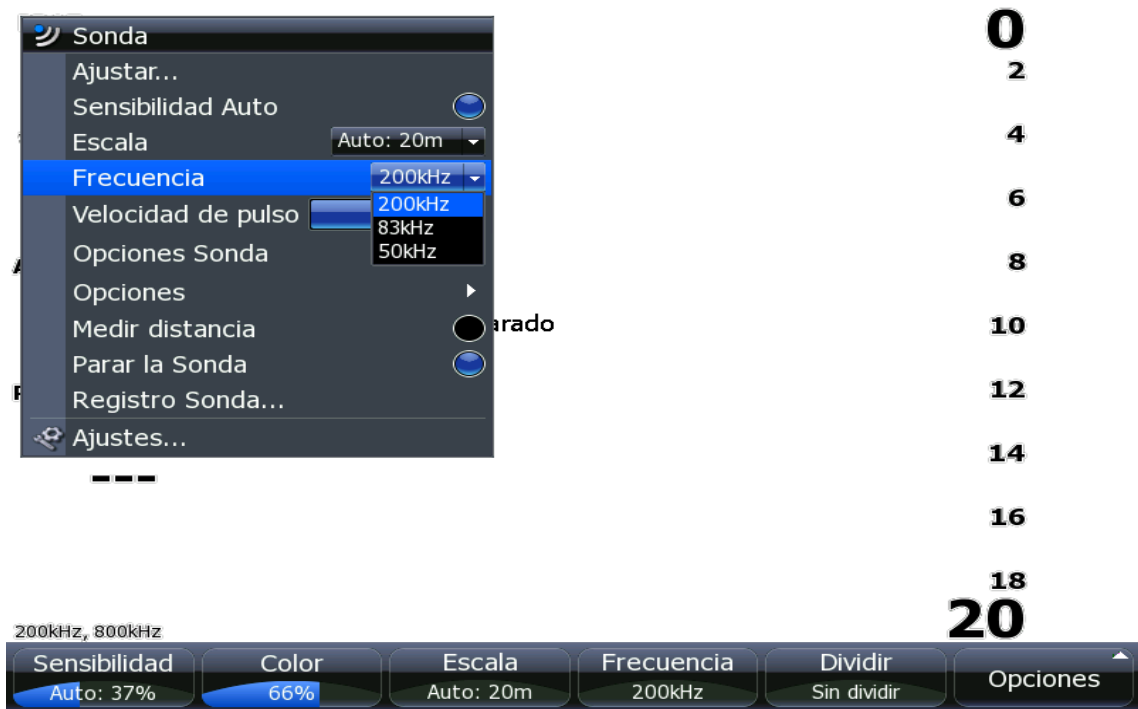 Sonda
Ajustar...
Sensibilidad Auto
Escala Auto: 20m
Frecuencia 200kHz
200kHz
83kHz
50kHz
Velocidad de pulso
Opciones Sonda
Opciones
Medir distancia
Parar la Sonda
Registro Sonda...
Ajustes...
arado
---
0
2
4
6
8
10
12
14
16
18
20
200kHz, 800kHz
Sensibilidad
Auto: 37%
Color
66%
Escala
Auto: 20m
Frecuencia
200kHz
Dividir
Sin dividir
Opciones